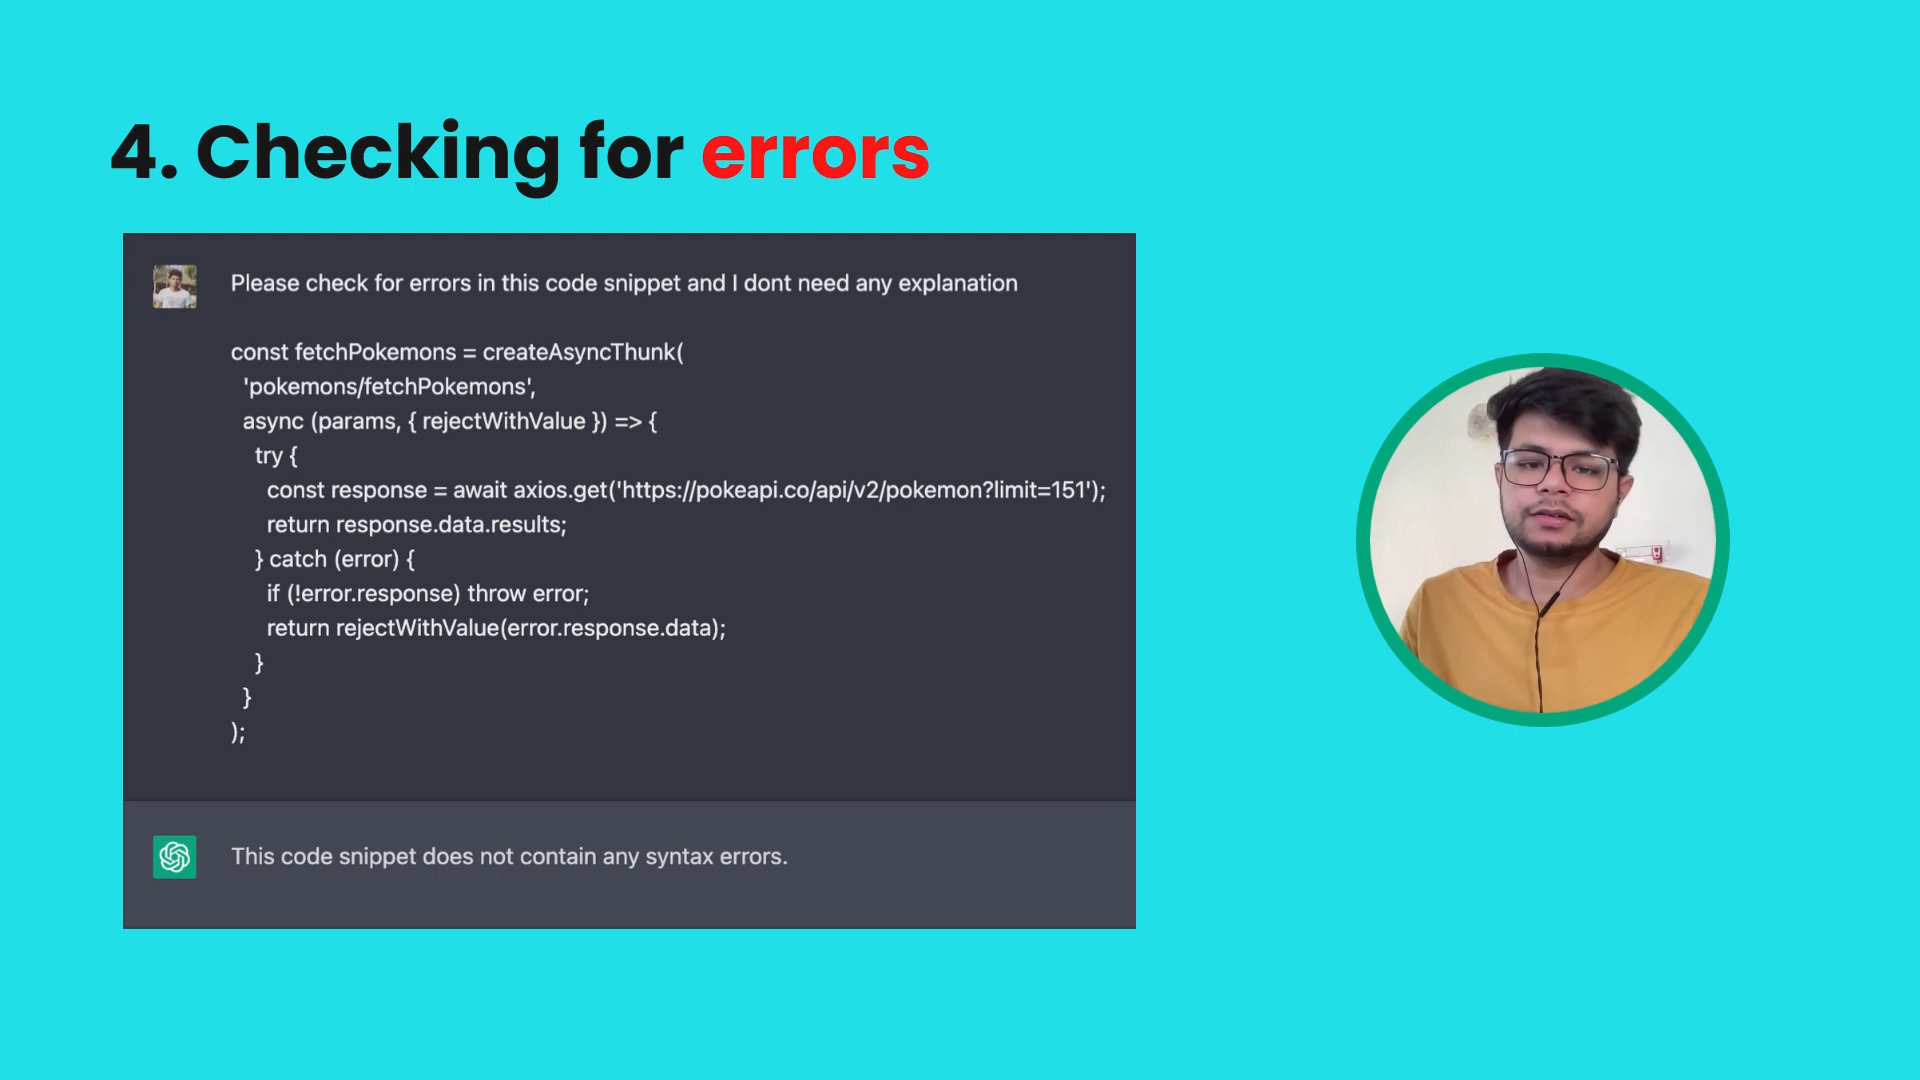 4. Checking for errors
Please check for errors in this code snippet and I dont need any explanation
const fetchPokemons = createAsyncThunk(
'pokemons/fetchPokemons',
async (params, { rejectWithValue }) => {
try {
const response = await axios.get('https://pokeapi.co/api/v2/pokemon?limit=151');
return response.data.results;
} catch (error) {
if (!error.response) throw error;
return rejectWithValue(error.response.data);
}
}
);
This code snippet does not contain any syntax errors.